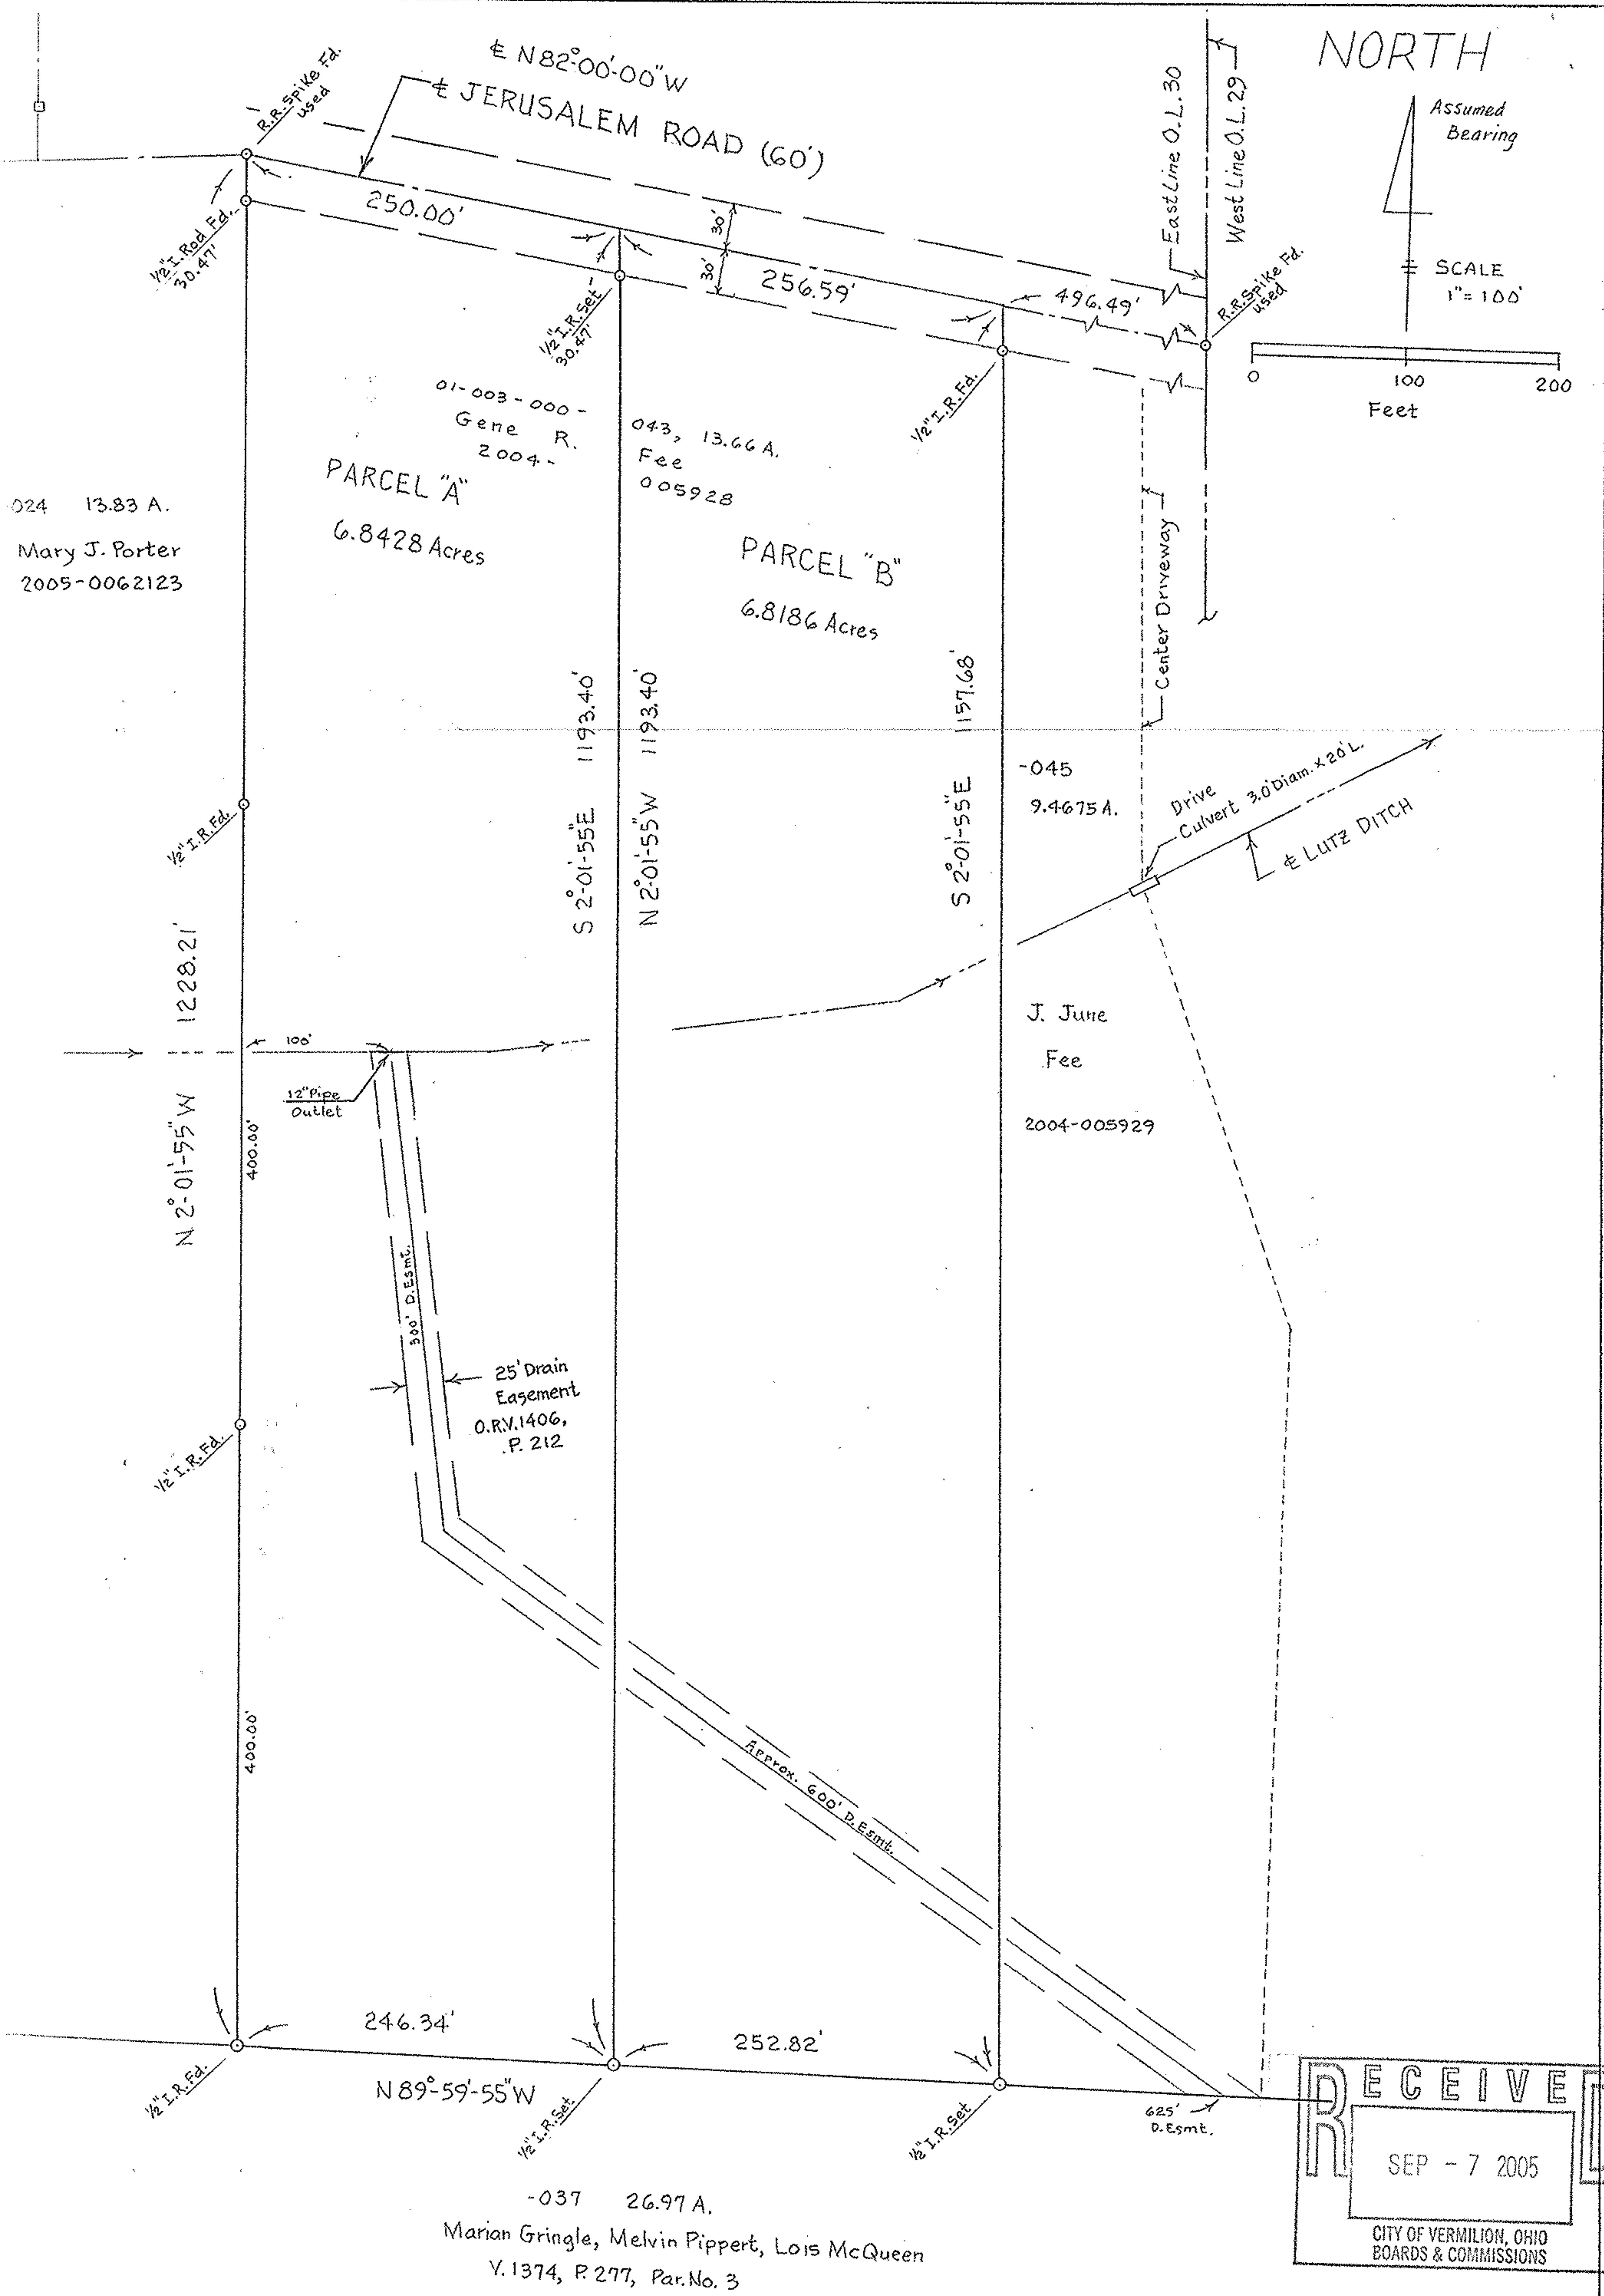 ℄ N 82°-00'-00" W
℄ JERUSALEM ROAD (60')
R.R. Spike Fd.
used
East Line O.L. 30
West Line O.L. 29
NORTH
Assumed
Bearing
SCALE
1" = 100'
0 100 200
Feet
250.00'
30'
30'
256.59'
496.49'
R.R. Spike Fd.
used
1/2" I. Rod Fd.
30.47'
1/2" I.R. Set
30.47'
1/2" I.R. Fd.
01-003-000-
Gene R.
2004-
043, 13.66 A.
Fee
005928
PARCEL "A"
6.8428 Acres
PARCEL "B"
6.8186 Acres
024 13.83 A.
Mary J. Porter
2005-0062123
Center Driveway
S 2°-01'-55" E 1193.40'
N 2°-01'-55" W 1193.40'
S 2°-01'-55" E 1157.68'
-045
9.4675 A.
Drive
Culvert 3.0' Diam. x 20' L.
℄ LUTZ DITCH
1/2" I.R. Fd.
N 2°-01'-55" W 1228.21'
100'
12" Pipe
Outlet
400.00'
J. June
Fee
2004-005929
300' D. Esmt.
25' Drain
Easement
O.R.V. 1406,
P. 212
1/2" I.R. Fd.
400.00'
Approx. 600' D. Esmt.
246.34'
252.82'
N 89°-59'-55" W
1/2" I.R. Fd.
1/2" I.R. Set
1/2" I.R. Set
625'
D. Esmt.
RECEIVED
SEP - 7 2005
CITY OF VERMILION, OHIO
BOARDS & COMMISSIONS
-037 26.97 A.
Marian Gringle, Melvin Pippert, Lois McQueen
V. 1374, P. 277, Par. No. 3